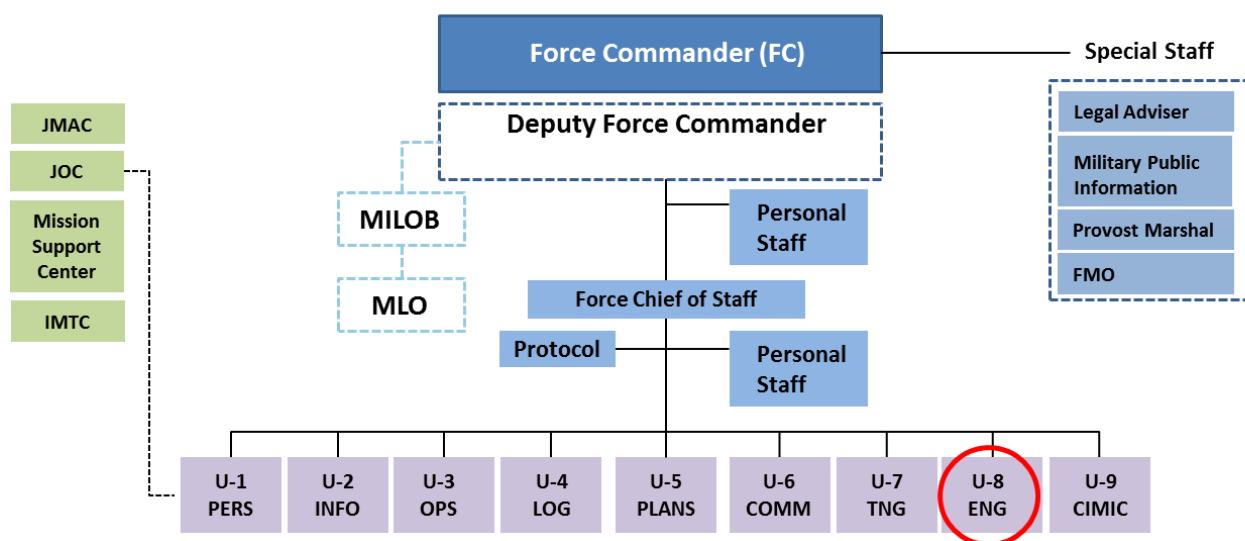 Force Commander (FC)
Special Staff
Deputy Force Commander
JMAC
JOC
Mission
Support
Center
IMTC
MILOB
MLO
Personal
Staff
Legal Adviser
Military Public
Information
Provost Marshal
FMO
Force Chief of Staff
Protocol
Personal
Staff
U-1
PERS
U-2
INFO
U-3
OPS
U-4
LOG
U-5
PLANS
U-6
COMM
U-7
TNG
U-8
ENG
U-9
CIMIC